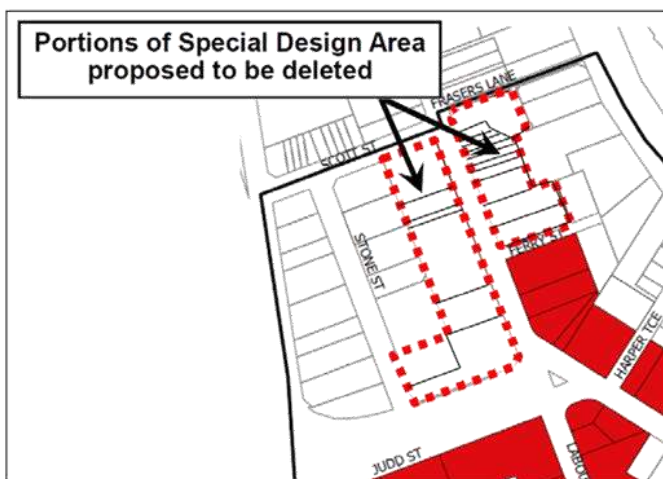 Portions of Special Design Area
proposed to be deleted
FRASERS LANE
SCOTT ST
STONE ST
FERRY ST
HARPER TCE
JUDD ST
LABOU